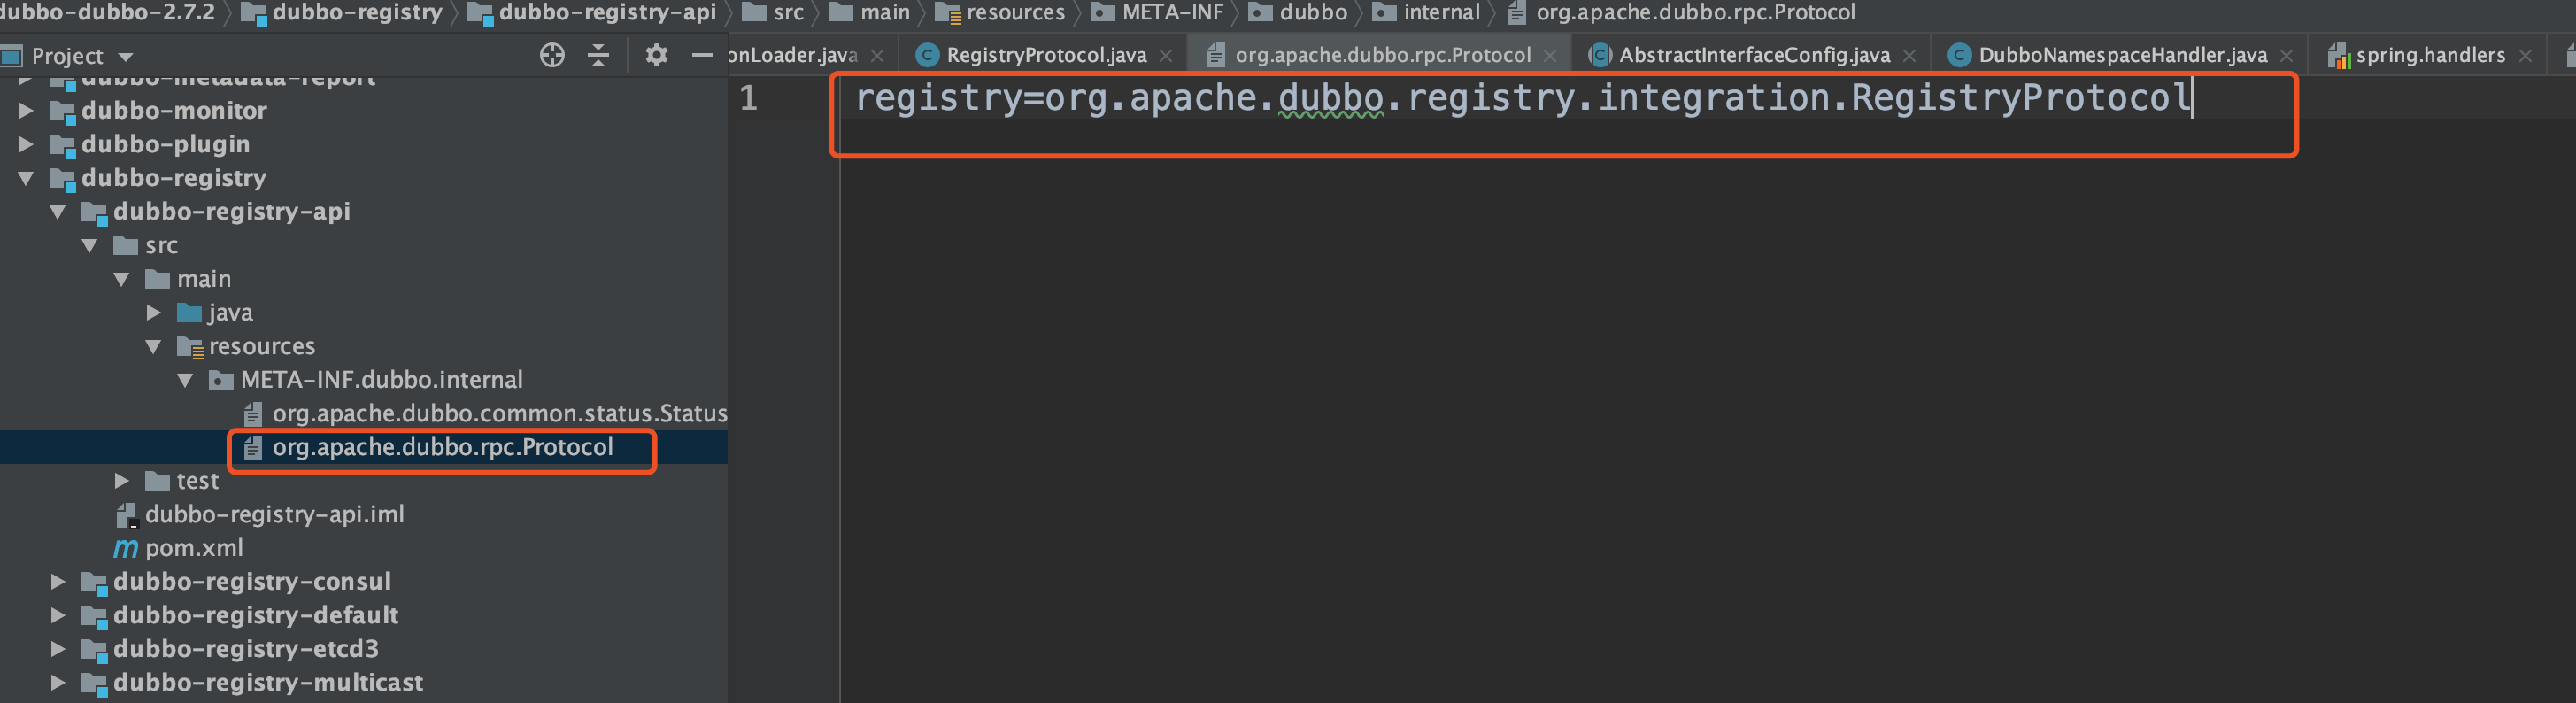 dubbo-dubbo-2.7.2 dubbo-registry dubbo-registry-api src main resources META-INF dubbo internal org.apache.dubbo.rpc.Protocol
Project
onLoader.java RegistryProtocol.java org.apache.dubbo.rpc.Protocol AbstractInterfaceConfig.java DubboNamespaceHandler.java spring.handlers
1 registry=org.apache.dubbo.registry.integration.RegistryProtocol
dubbo-metadata-report
dubbo-monitor
dubbo-plugin
dubbo-registry
dubbo-registry-api
src
main
java
resources
META-INF.dubbo.internal
org.apache.dubbo.common.status.Status
org.apache.dubbo.rpc.Protocol
test
dubbo-registry-api.iml
pom.xml
dubbo-registry-consul
dubbo-registry-default
dubbo-registry-etcd3
dubbo-registry-multicast